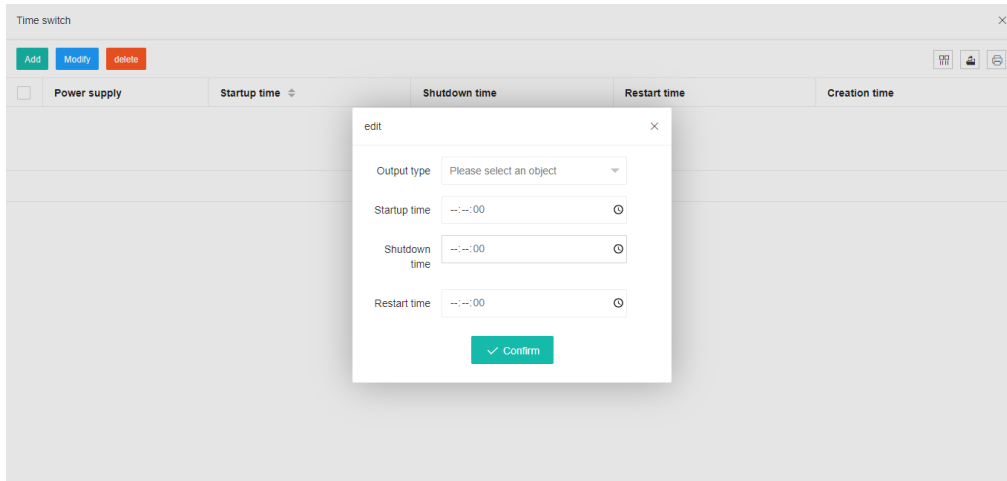 Time switch
Add Modify delete
Power supply Startup time Shutdown time Restart time Creation time
edit
Output type Please select an object
Startup time --:--:00
Shutdown time --:--:00
Restart time --:--:00
Confirm